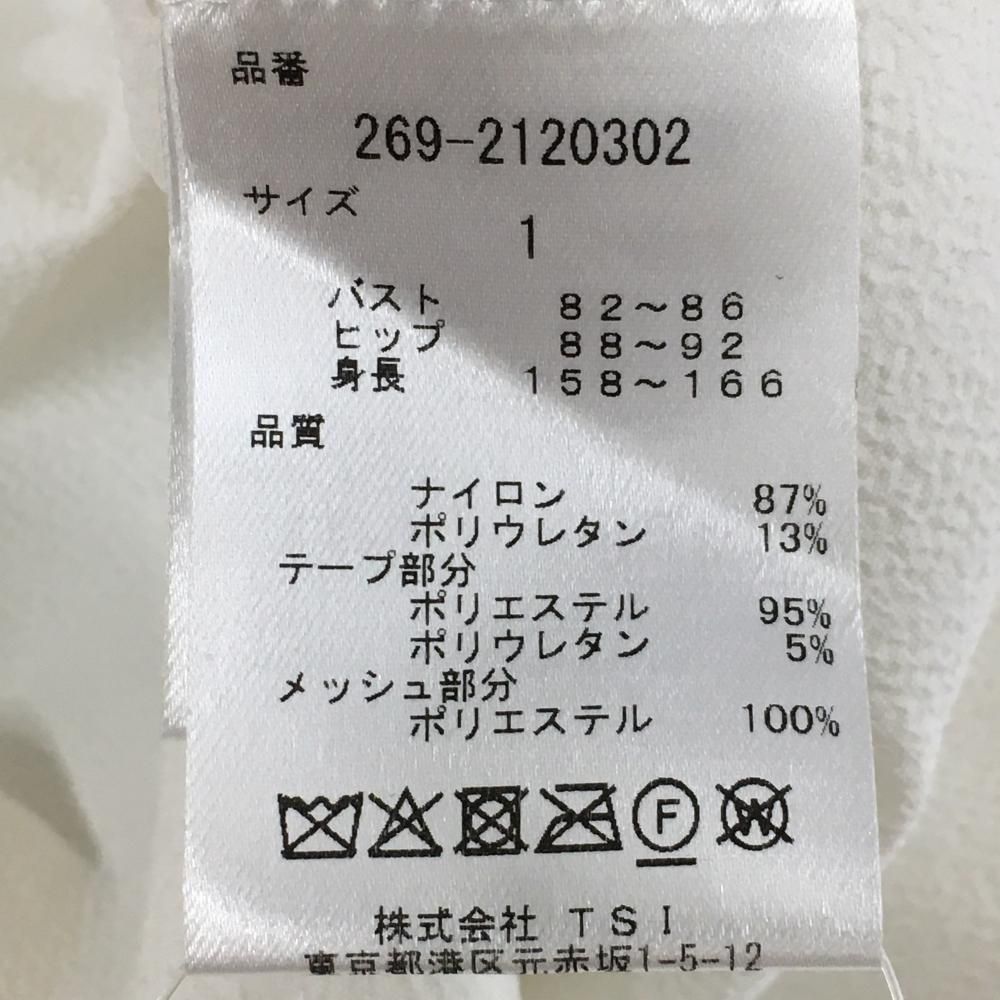 品番
269-2120302
サイズ
1
バスト 82～86
ヒップ 88～92
身長 158～166
品質
ナイロン 87%
ポリウレタン 13%
テープ部分
ポリエステル 95%
ポリウレタン 5%
メッシュ部分
ポリエステル 100%
F W
株式会社 TSI
東京都港区元赤坂1-5-12